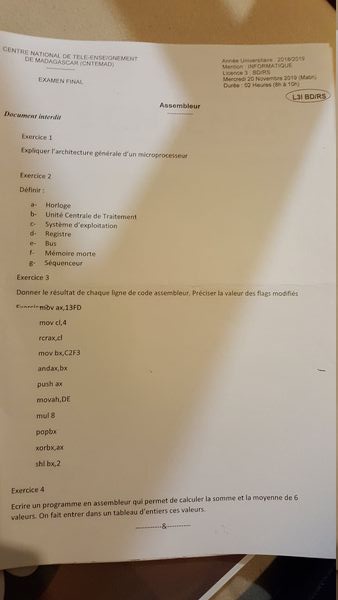 CENTRE NATIONAL DE TELE-ENSEIGNEMENT
DE MADAGASCAR (CNTEMAD)
EXAMEN FINAL
Année Universitaire : 2018/2019
Mention : INFORMATIQUE
Licence 3 : BD/RS
Mercredi 20 Novembre 2019 (Matin)
Durée : 02 Heures (8h à 10h)
L3I BD/RS
Assembleur
Document interdit
Exercice 1
Expliquer l'architecture générale d'un microprocesseur
Exercice 2
Définir :
a- Horloge
b- Unité Centrale de Traitement
c- Système d'exploitation
d- Registre
e- Bus
f- Mémoire morte
g- Séquenceur
Exercice 3
Donner le résultat de chaque ligne de code assembleur. Préciser la valeur des flags modifiés
mov ax,13FD
mov cl,4
rcrax,cl
mov bx,C2F3
andax,bx
push ax
movah,DE
mul 8
popbx
xorbx,ax
shl bx,2
Exercice 4
Ecrire un programme en assembleur qui permet de calculer la somme et la moyenne de 6
valeurs. On fait entrer dans un tableau d'entiers ces valeurs.
-----------&----------